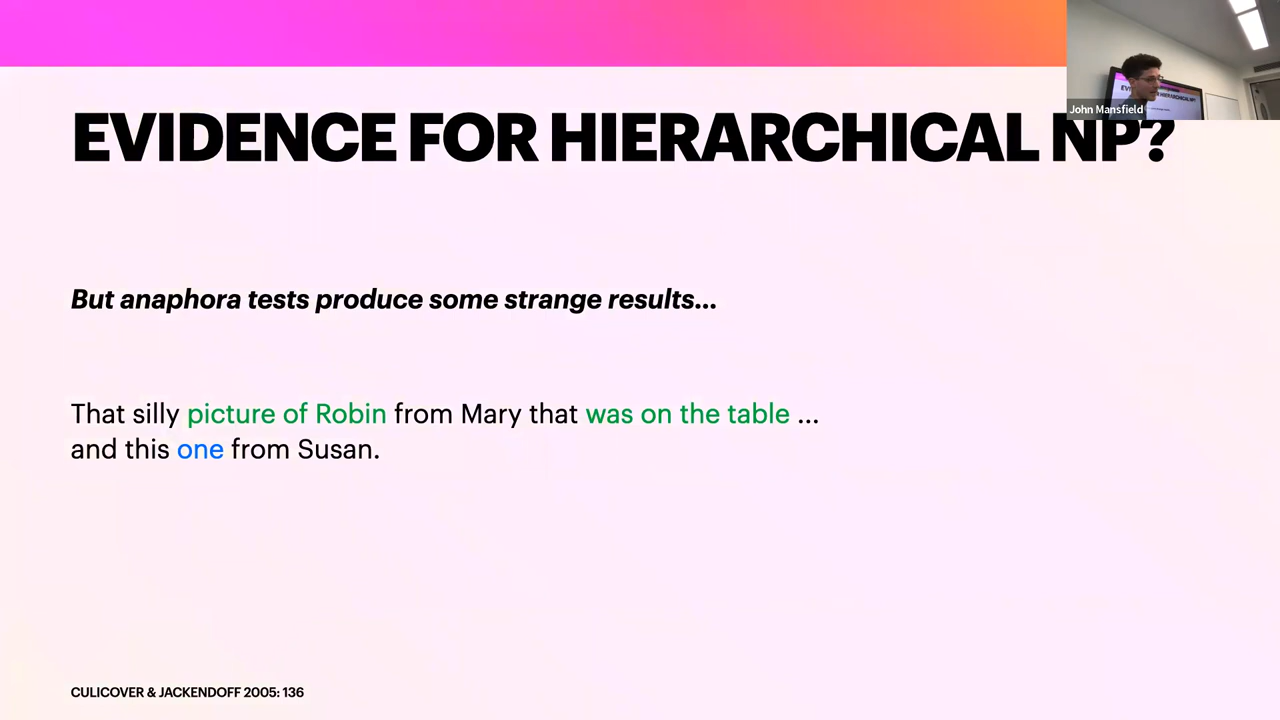 John Mansfield
EVIDENCE FOR HIERARCHICAL NP?
But anaphora tests produce some strange results...
That silly picture of Robin from Mary that was on the table ...
and this one from Susan.
CULICOVER & JACKENDOFF 2005: 136